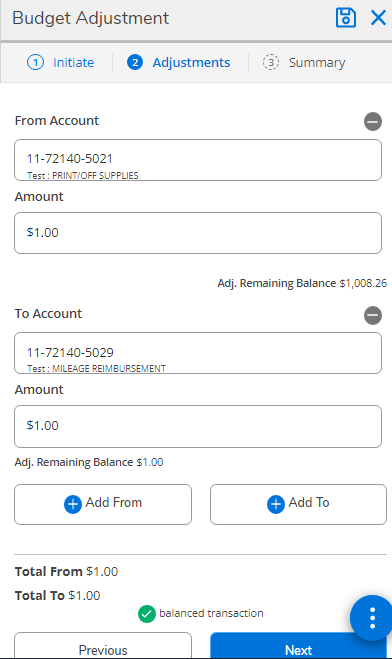 Budget Adjustment
1 Initiate 2 Adjustments 3 Summary
From Account
11-72140-5021
Test : PRINT/OFF SUPPLIES
Amount
$1.00
Adj. Remaining Balance $1,008.26
To Account
11-72140-5029
Test : MILEAGE REIMBURSEMENT
Amount
$1.00
Adj. Remaining Balance $1.00
Add From Add To
Total From $1.00
Total To $1.00
balanced transaction
Previous Next